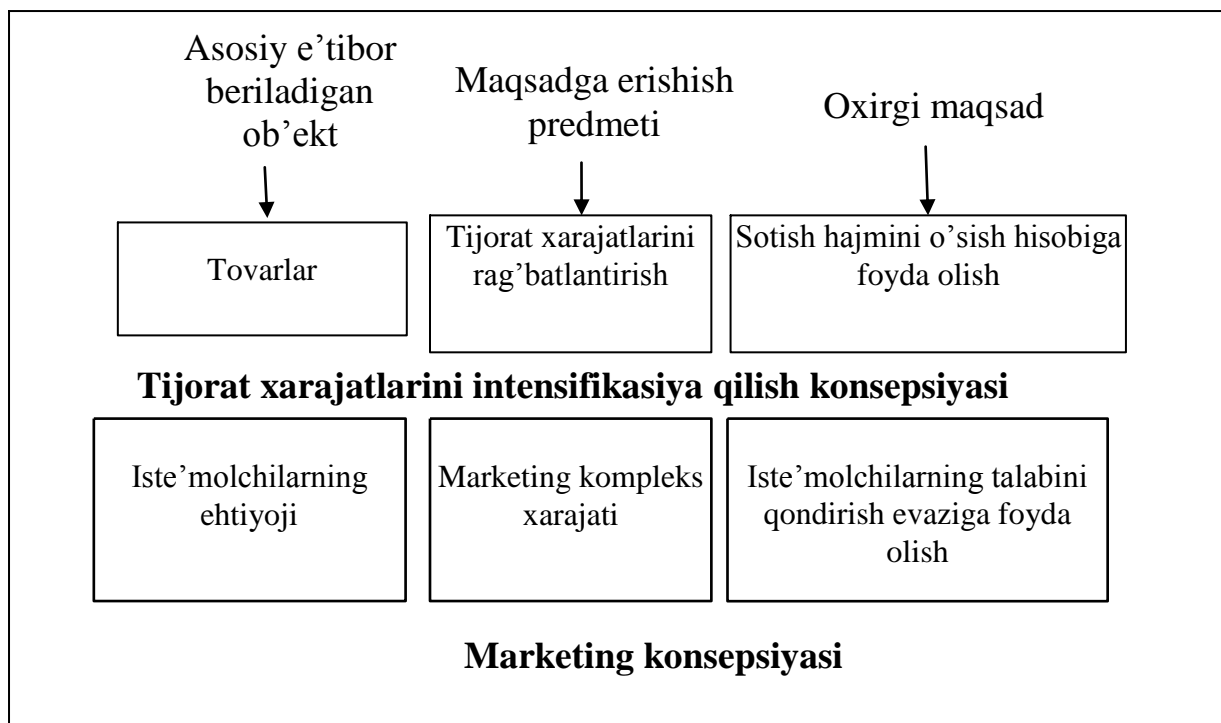 Asosiy e’tibor
beriladigan
ob’ekt
Maqsadga erishish
predmeti
Oxirgi maqsad
Tovarlar
Tijorat xarajatlarini
rag’batlantirish
Sotish hajmini o’sish hisobiga
foyda olish
Tijorat xarajatlarini intensifikasiya qilish konsepsiyasi
Iste’molchilarning
ehtiyoji
Marketing kompleks
xarajati
Iste’molchilarning talabini
qondirish evaziga foyda
olish
Marketing konsepsiyasi